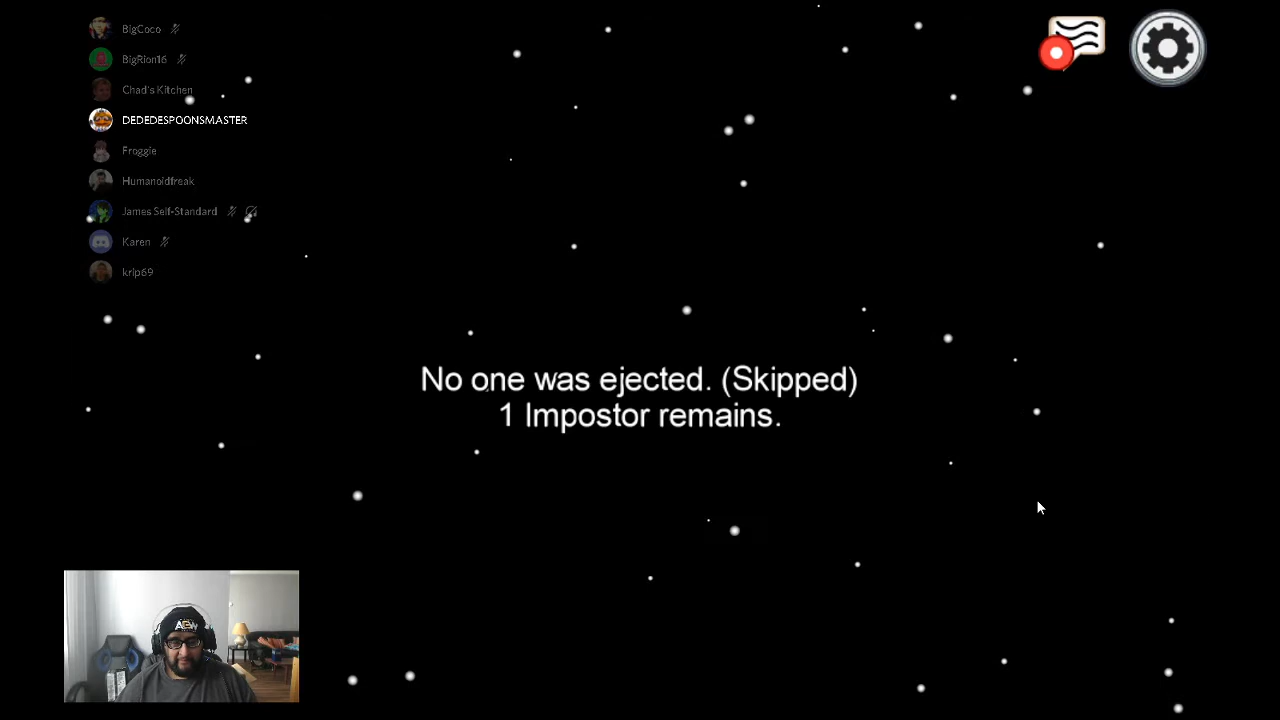 BigCoco
BigRion16
Chad's Kitchen
DEDEDESPOONSMASTER
Froggie
Humanoidfreak
James Self-Standard
Karen
krip69
No one was ejected. (Skipped)
1 Impostor remains.
AEW